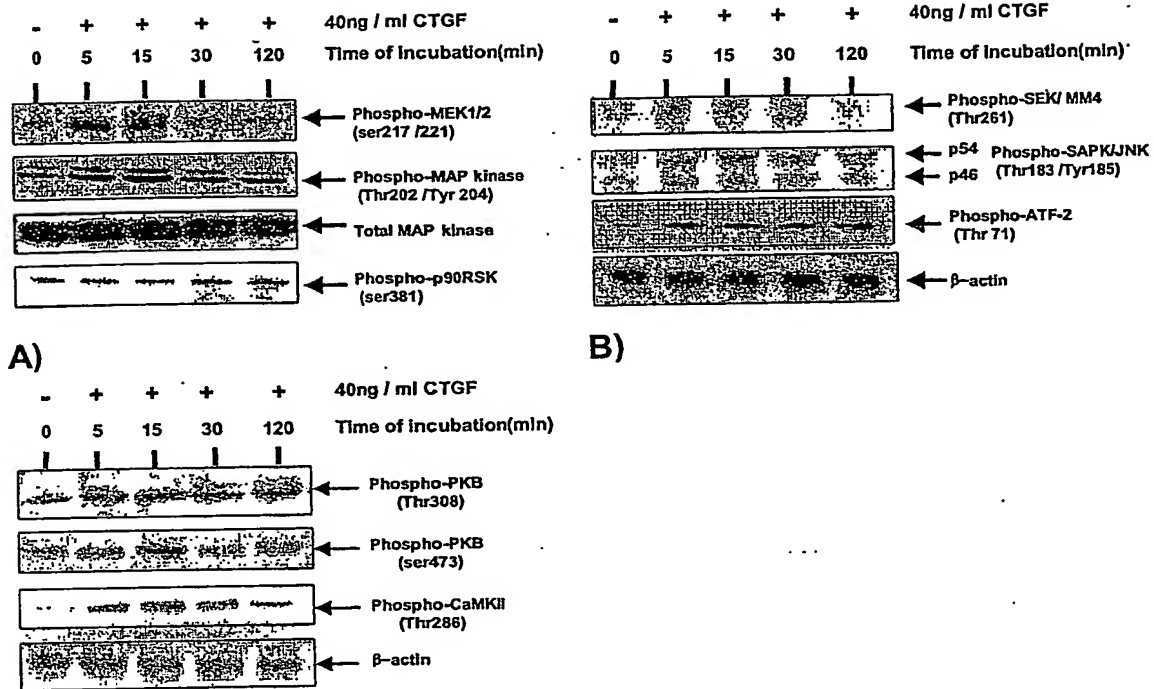 - + + + + 40ng / ml CTGF
0 5 15 30 120 Time of incubation(min)
Phospho-MEK1/2
(ser217 /221)
Phospho-MAP kinase
(Thr202 /Tyr 204)
Total MAP kinase
Phospho-p90RSK
(ser381)
A)
- + + + + 40ng / ml CTGF
0 5 15 30 120 Time of incubation(min)
Phospho-SEK/ MM4
(Thr261)
p54 Phospho-SAPK/JNK
p46 (Thr183 /Tyr185)
Phospho-ATF-2
(Thr 71)
β-actin
B)
- + + + + 40ng / ml CTGF
0 5 15 30 120 Time of incubation(min)
Phospho-PKB
(Thr308)
Phospho-PKB
(ser473)
Phospho-CaMKII
(Thr286)
β-actin